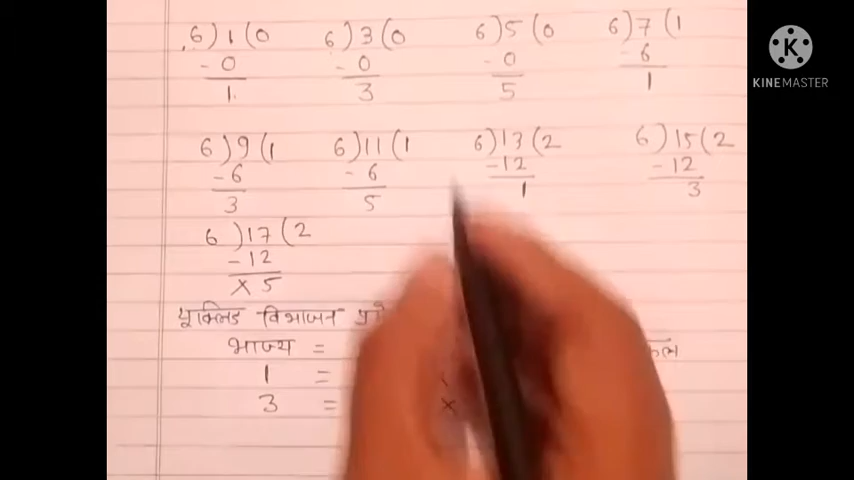 6)1(0 6)3(0 6)5(0 6)7(1
-0 -0 -0 -6
1 3 5 1
6)9(1 6)11(1 6)13(2 6)15(2
-6 -6 -12 -12
3 5 1 3
6)17(2
-12
×5
यूक्लिड विभाजन
भाज्य =
1 =
3 = ×
K
KINEMASTER